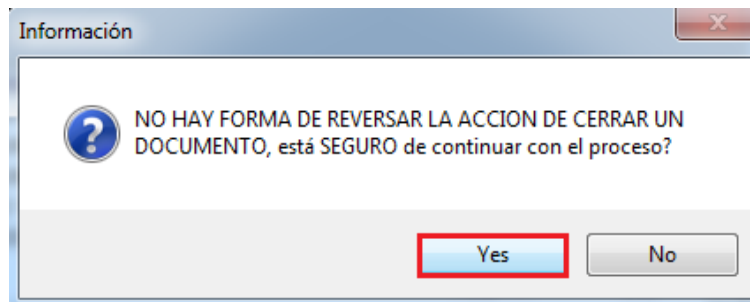 Información
NO HAY FORMA DE REVERSAR LA ACCION DE CERRAR UN
DOCUMENTO, está SEGURO de continuar con el proceso?
Yes
No